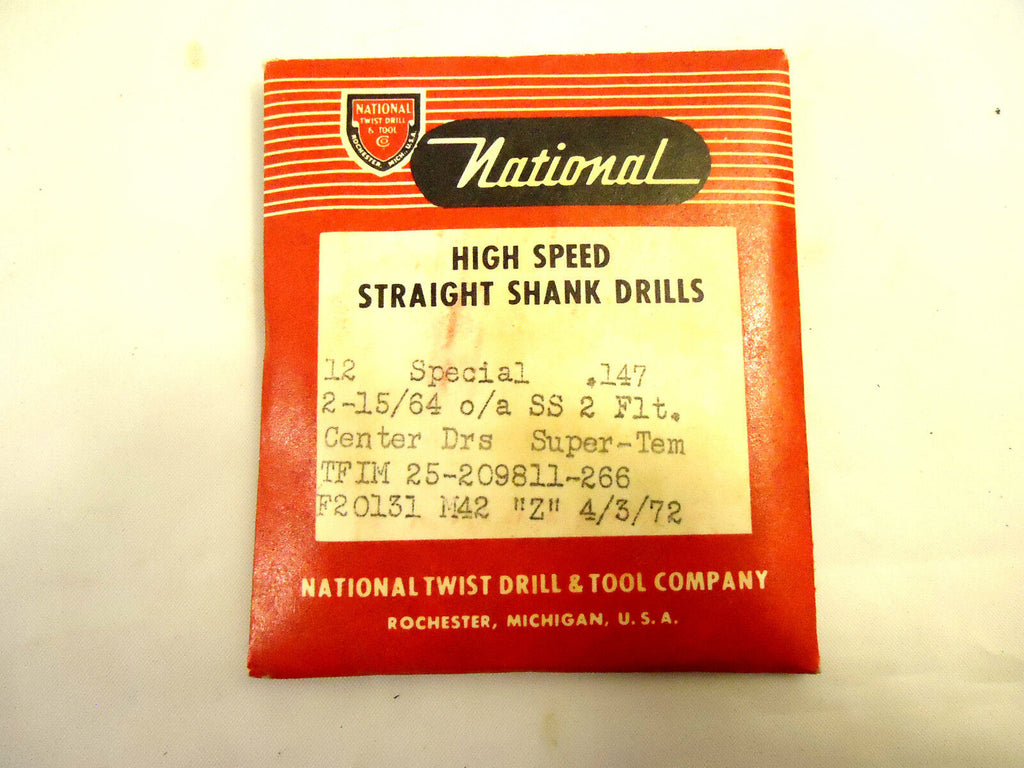 NATIONAL
TWIST DRILL
& TOOL
Co
ROCHESTER, MICH. U.S.A.
National
HIGH SPEED
STRAIGHT SHANK DRILLS
12 Special .147
2-15/64 o/a SS 2 Flt.
Center Drs Super-Tem
TFIM 25-209811-266
F20131 M42 "Z" 4/3/72
NATIONAL TWIST DRILL & TOOL COMPANY
ROCHESTER, MICHIGAN, U. S. A.